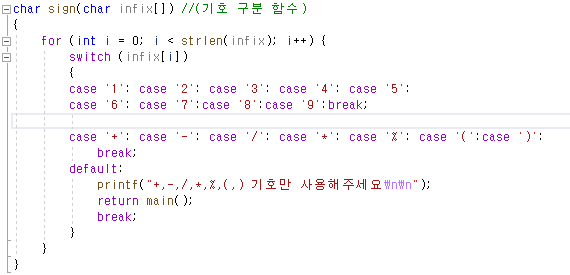 char sign(char infix[]) //(기호 구분 함수)
{
for (int i = 0; i < strlen(infix); i++) {
switch (infix[i])
{
case '1': case '2': case '3': case '4': case '5':
case '6': case '7':case '8':case '9':break;
case '+': case '-': case '/': case '*': case '%': case '(':case ')':
break;
default:
printf("+,-,/,*,%,(,) 기호만 사용해주세요₩n₩n");
return main();
break;
}
}
}